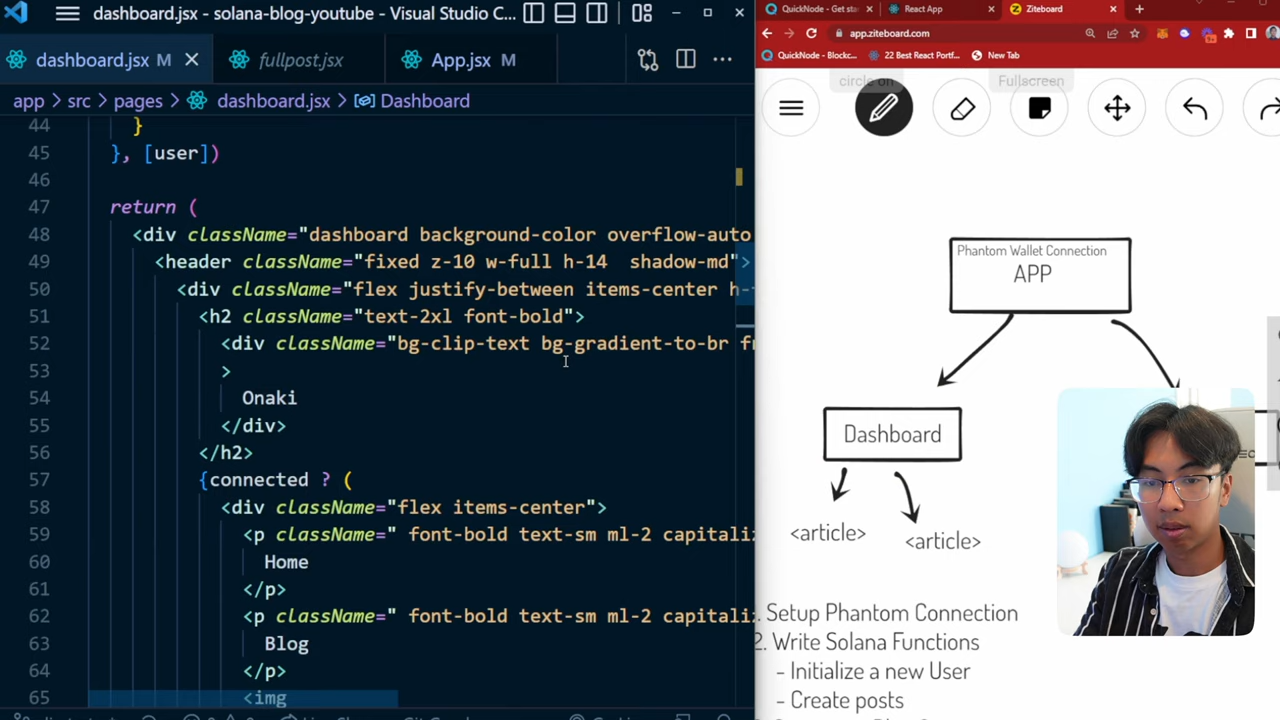 dashboard.jsx • solana-blog-youtube - Visual Studio C...
dashboard.jsx M
fullpost.jsx
App.jsx M
app > src > pages > dashboard.jsx > Dashboard
44 }
45 }, [user])
46
47 return (
48 <div className="dashboard background-color overflow-auto
49 <header className="fixed z-10 w-full h-14  shadow-md">
50 <div className="flex justify-between items-center h-
51 <h2 className="text-2xl font-bold">
52 <div className="bg-clip-text bg-gradient-to-br
53 >
54 Onaki
55 </div>
56 </h2>
57 {connected ? (
58 <div className="flex items-center">
59 <p className=" font-bold text-sm ml-2
60 Home
61 </p>
62 <p className=" font-bold text-sm ml-2
63 Blog
64 </p>
65 <img
QuickNode - Get sta
React App
Ziteboard
app.ziteboard.com
QuickNode - Blockc...
22 Best React Portf...
New Tab
circle on
Fullscreen
Phantom Wallet Connection
APP
Dashboard
<article>
<article>
. Setup Phantom Connection
2. Write Solana Functions
- Initialize a new User
- Create posts